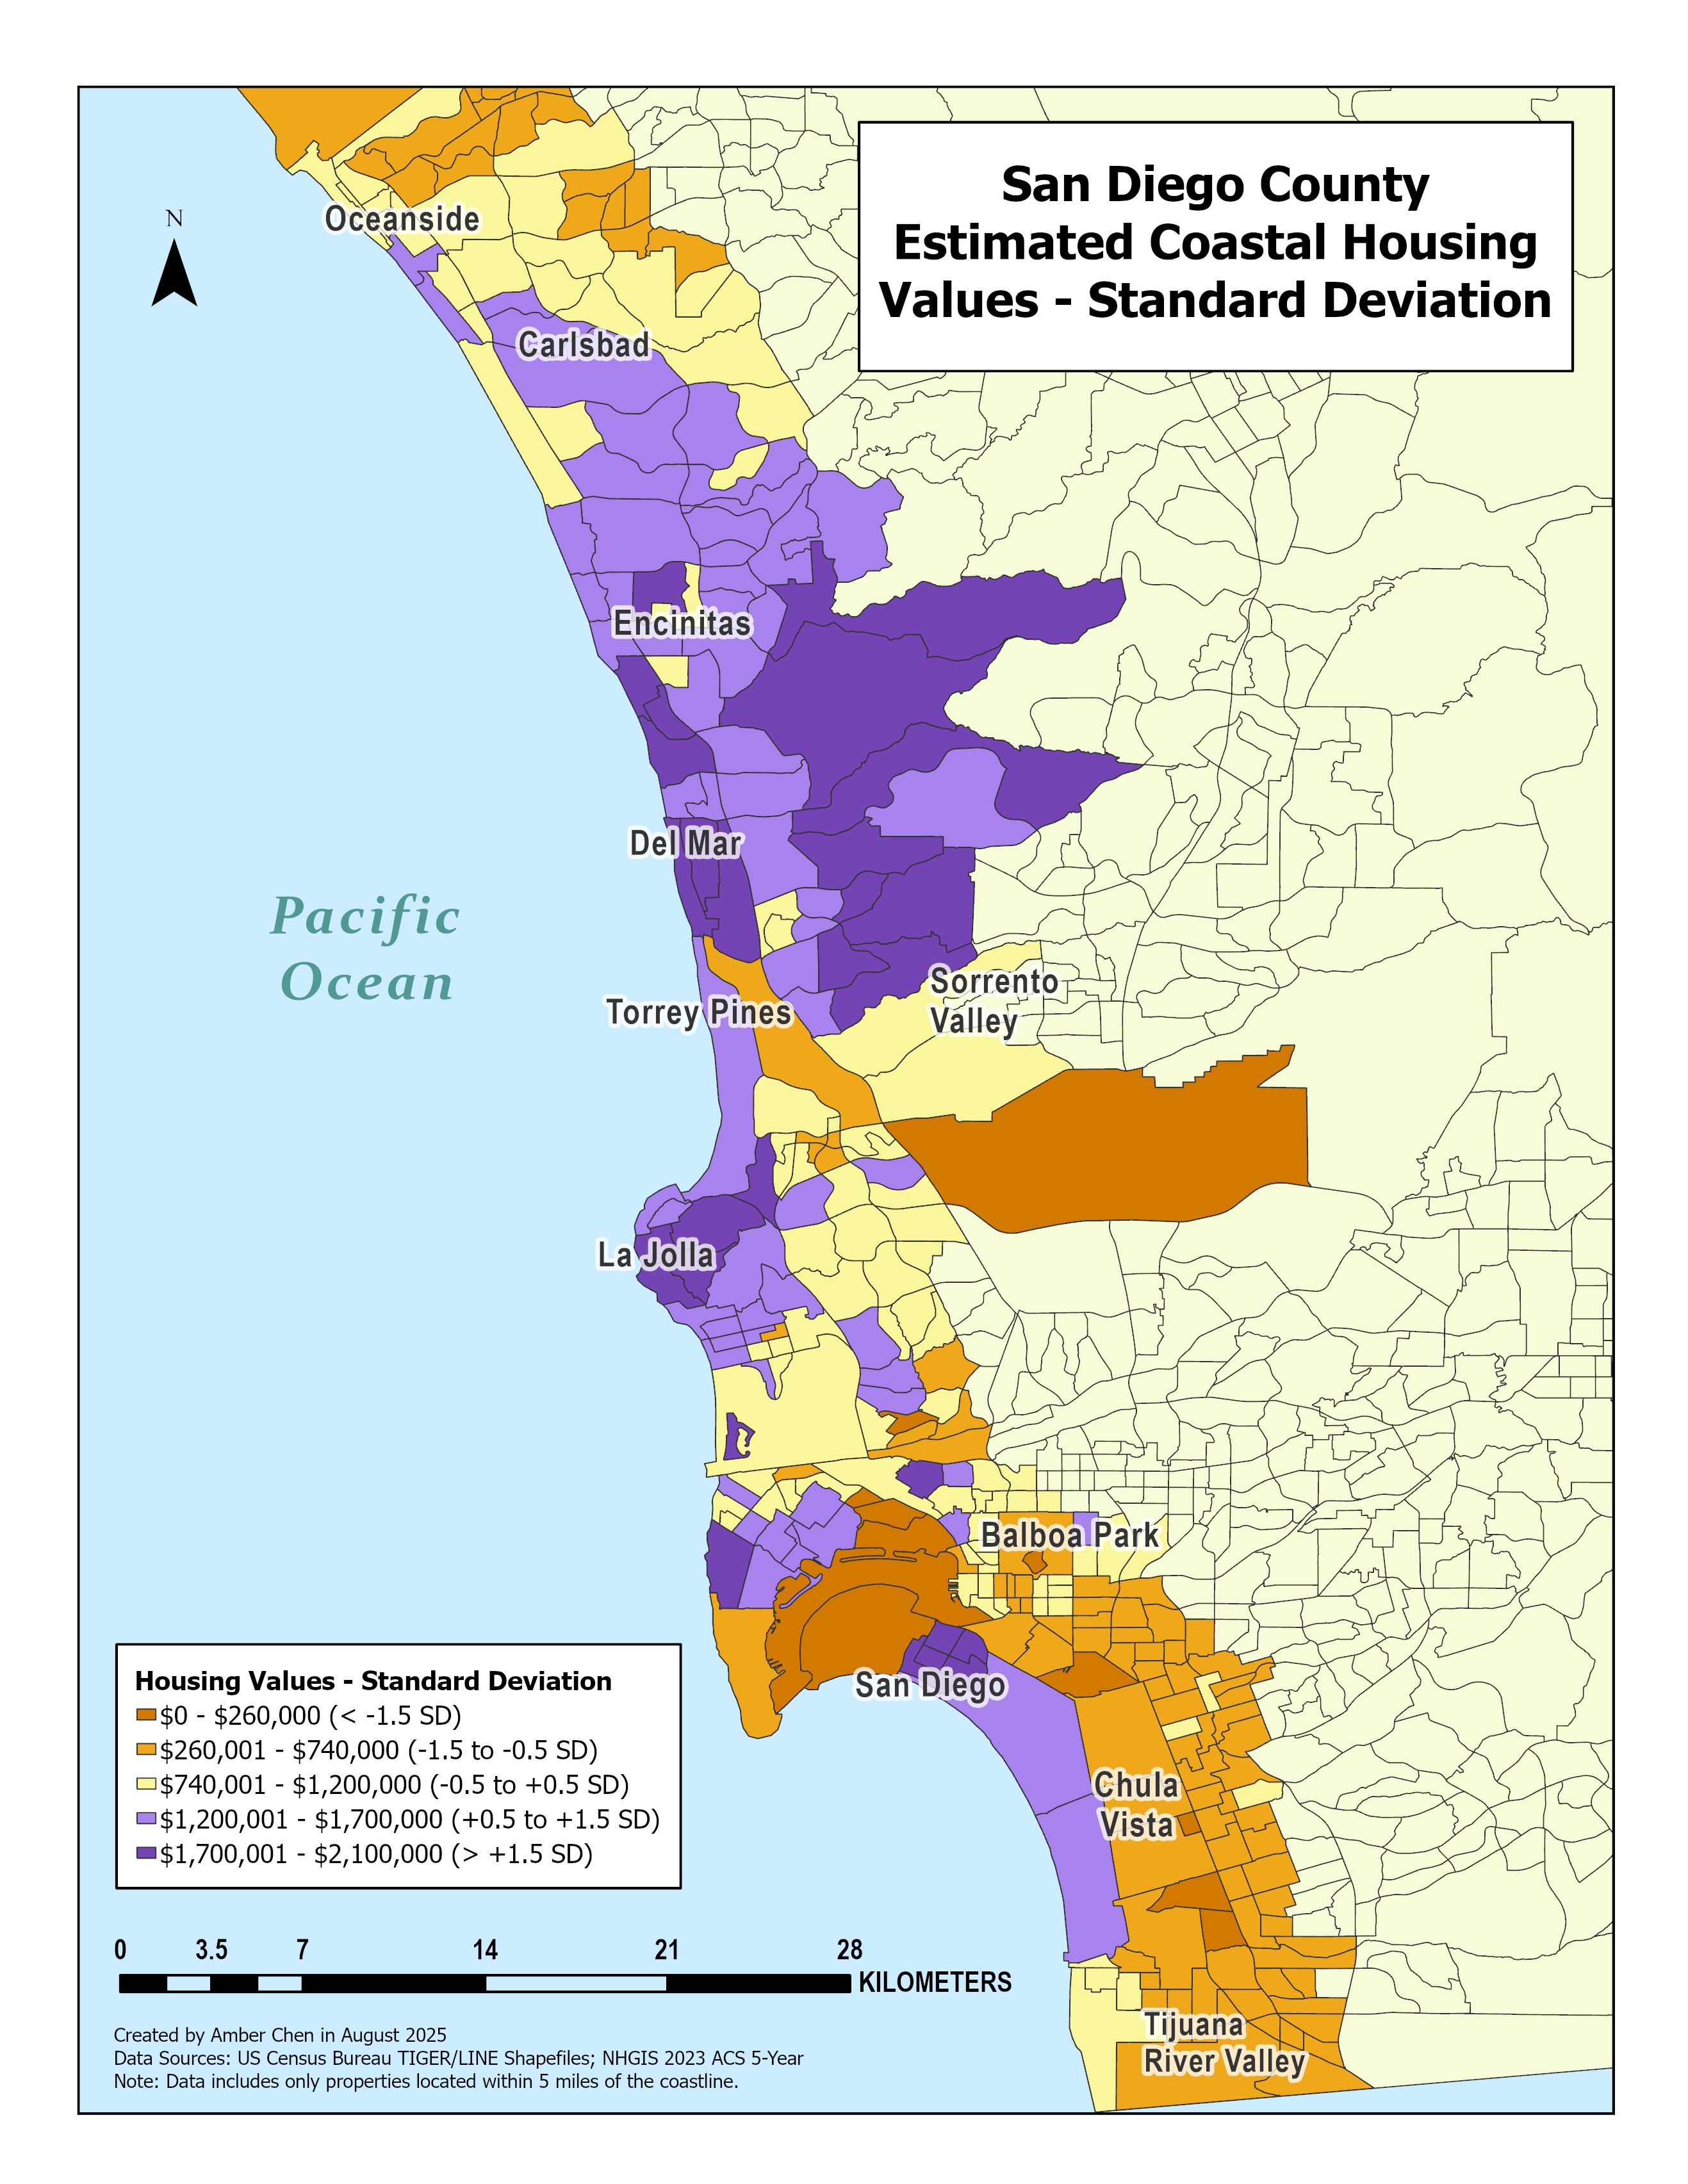 San Diego County
Estimated Coastal Housing
Values - Standard Deviation
N
Oceanside
Carlsbad
Encinitas
Del Mar
Pacific
Ocean
Sorrento
Valley
Torrey Pines
La Jolla
Balboa Park
San Diego
Chula
Vista
Tijuana
River Valley
Housing Values - Standard Deviation
$0 - $260,000 (< -1.5 SD)
$260,001 - $740,000 (-1.5 to -0.5 SD)
$740,001 - $1,200,000 (-0.5 to +0.5 SD)
$1,200,001 - $1,700,000 (+0.5 to +1.5 SD)
$1,700,001 - $2,100,000 (> +1.5 SD)
0 3.5 7 14 21 28
KILOMETERS
Created by Amber Chen in August 2025
Data Sources: US Census Bureau TIGER/LINE Shapefiles; NHGIS 2023 ACS 5-Year
Note: Data includes only properties located within 5 miles of the coastline.